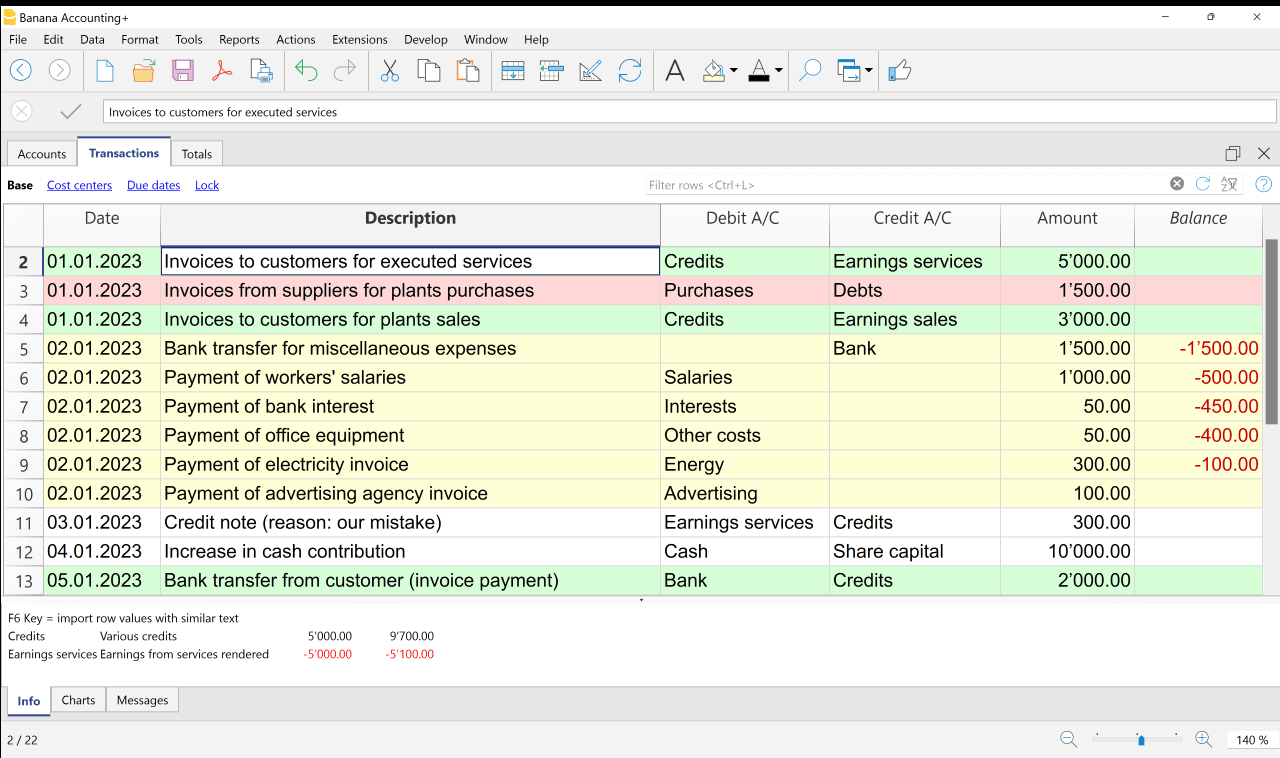 Banana Accounting+
File Edit Data Format Tools Reports Actions Extensions Develop Window Help
Invoices to customers for executed services
Accounts Transactions Totals
Base Cost centers Due dates Lock Filter rows <Ctrl+L>
Date Description Debit A/C Credit A/C Amount Balance
2 01.01.2023 Invoices to customers for executed services Credits Earnings services 5’000.00
3 01.01.2023 Invoices from suppliers for plants purchases Purchases Debts 1’500.00
4 01.01.2023 Invoices to customers for plants sales Credits Earnings sales 3’000.00
5 02.01.2023 Bank transfer for miscellaneous expenses Bank 1’500.00 -1’500.00
6 02.01.2023 Payment of workers' salaries Salaries 1’000.00 -500.00
7 02.01.2023 Payment of bank interest Interests 50.00 -450.00
8 02.01.2023 Payment of office equipment Other costs 50.00 -400.00
9 02.01.2023 Payment of electricity invoice Energy 300.00 -100.00
10 02.01.2023 Payment of advertising agency invoice Advertising 100.00
11 03.01.2023 Credit note (reason: our mistake) Earnings services Credits 300.00
12 04.01.2023 Increase in cash contribution Cash Share capital 10’000.00
13 05.01.2023 Bank transfer from customer (invoice payment) Bank Credits 2’000.00
F6 Key = import row values with similar text
Credits Various credits 5’000.00 9’700.00
Earnings services Earnings from services rendered -5’000.00 -5’100.00
Info Charts Messages
2 / 22 140 %